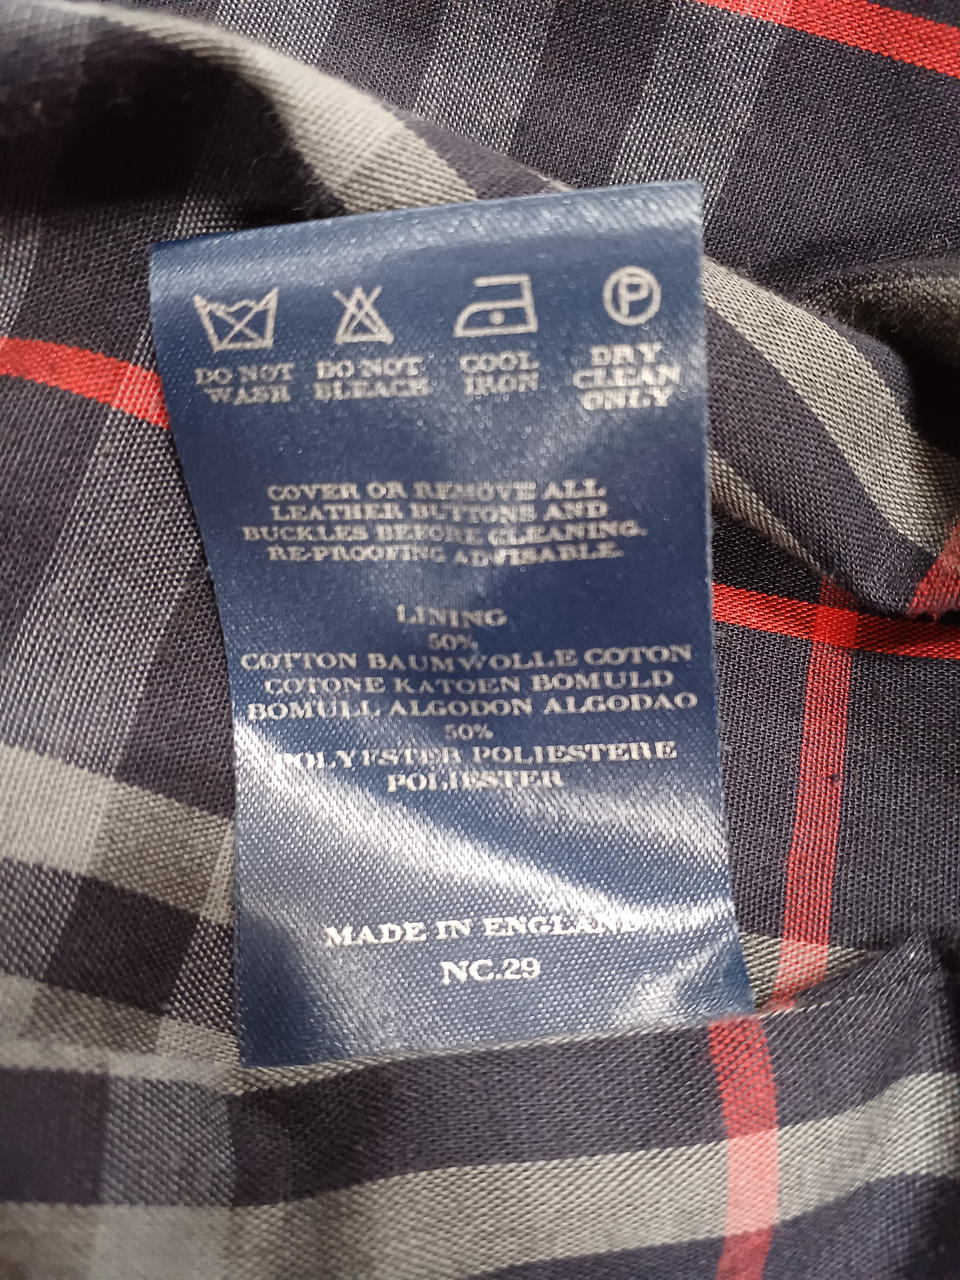 P
DO NOT WASH
DO NOT BLEACH
COOL IRON
DRY CLEAN ONLY
COVER OR REMOVE ALL
LEATHER BUTTONS AND
BUCKLES BEFORE CLEANING.
RE-PROOFING ADVISABLE.
LINING
50%
COTTON BAUMWOLLE COTON
COTONE KATOEN BOMULD
BOMULL ALGODON ALGODAO
50%
POLYESTER POLIESTERE
POLIESTER
MADE IN ENGLAND
NC.29